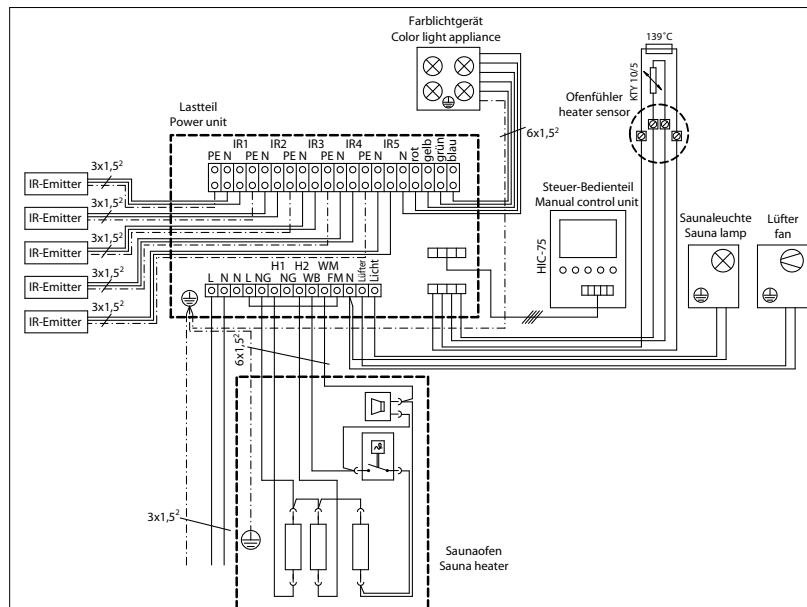 Farblichtgerät
Color light appliance
139°C
KTY 10/5
Ofenfühler
heater sensor
6x1,5²
Lastteil
Power unit
IR1 IR2 IR3 IR4 IR5
PE N PE N PE N PE N PE N N rot gelb grün blau
3x1,5²
IR-Emitter
3x1,5²
IR-Emitter
3x1,5²
IR-Emitter
3x1,5²
IR-Emitter
3x1,5²
IR-Emitter
Steuer-Bedienteil
Manual control unit
HIC-75
Saunaleuchte
Sauna lamp
Lüfter
fan
H1 H2 WM Lüfter Licht
L N N L NG NG WB FM N
6x1,5²
3x1,5²
Saunaofen
Sauna heater